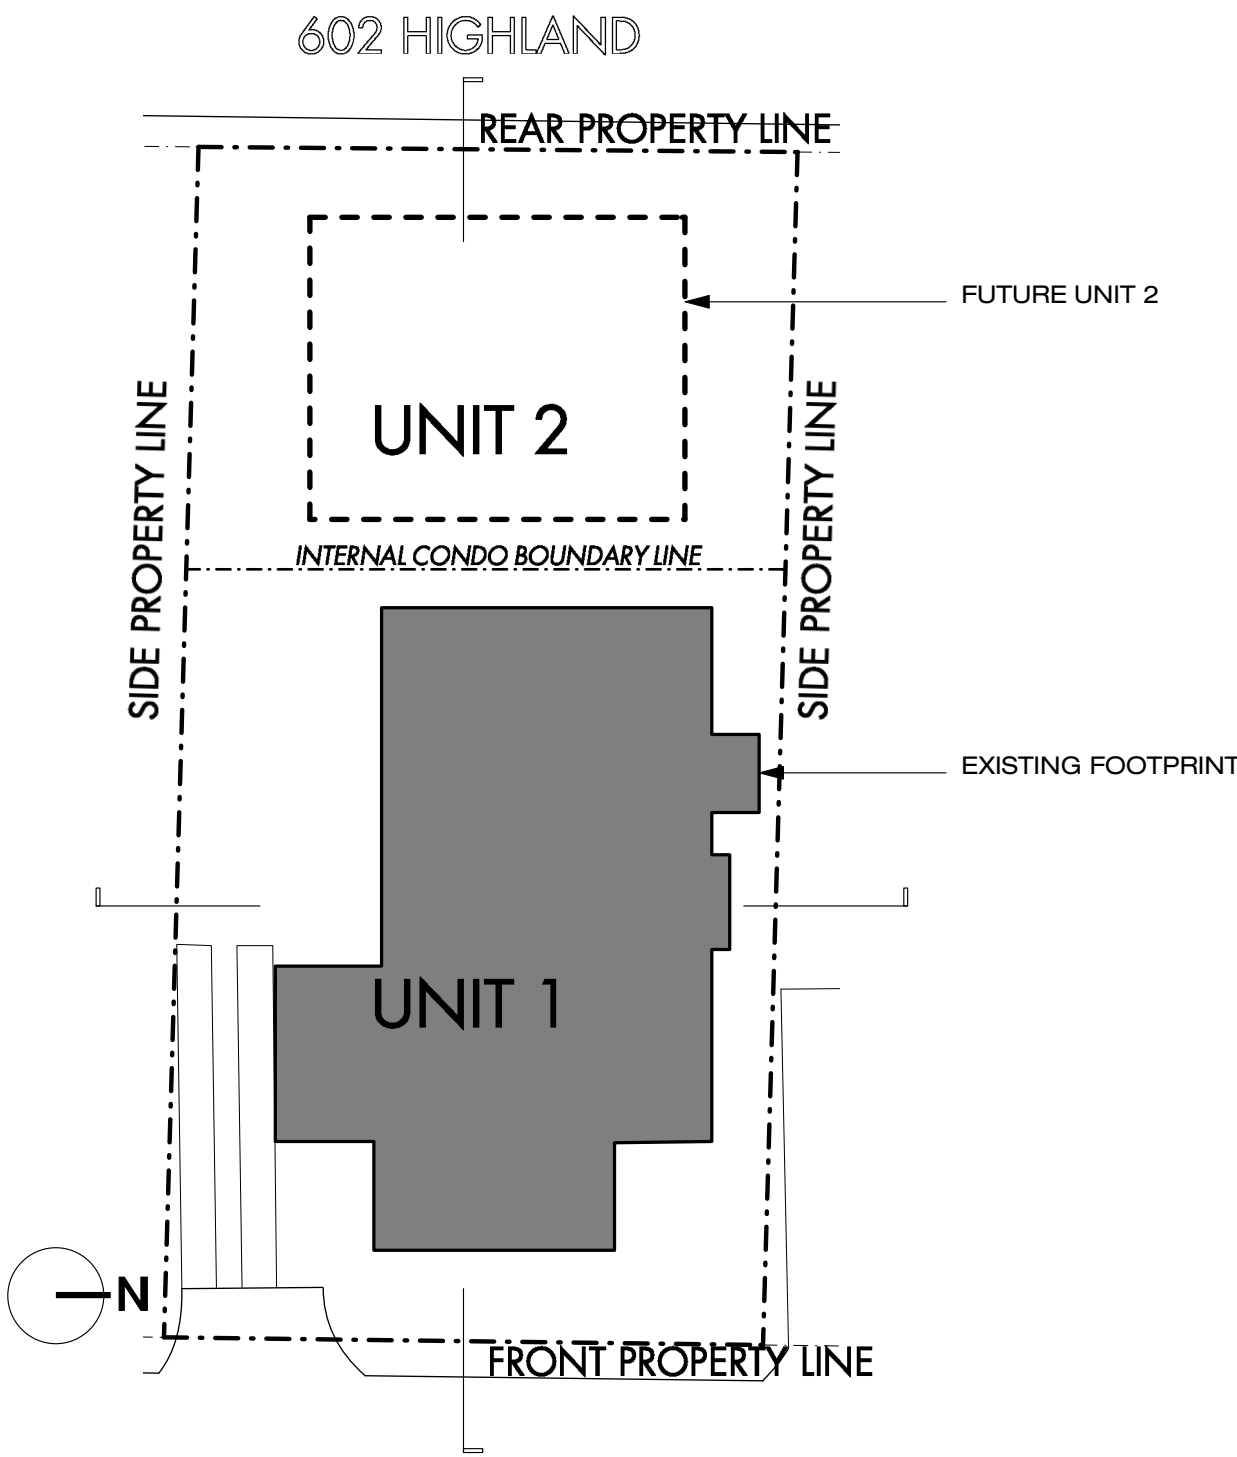 602 HIGHLAND
REAR PROPERTY LINE
FUTURE UNIT 2
SIDE PROPERTY LINE
SIDE PROPERTY LINE
UNIT 2
INTERNAL CONDO BOUNDARY LINE
EXISTING FOOTPRINT
UNIT 1
N
FRONT PROPERTY LINE